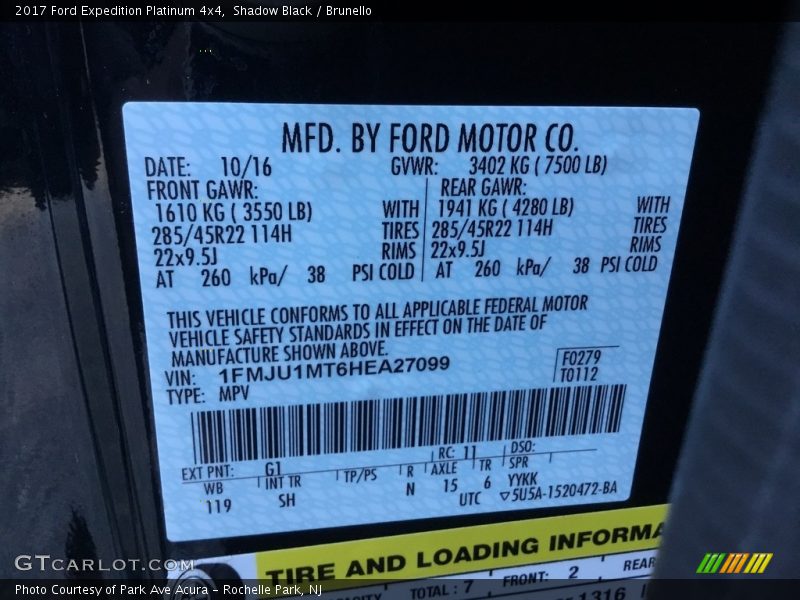 2017 Ford Expedition Platinum 4x4, Shadow Black / Brunello
MFD. BY FORD MOTOR CO.
DATE: 10/16 GVWR: 3402 KG ( 7500 LB)
FRONT GAWR: REAR GAWR:
1610 KG ( 3550 LB) WITH 1941 KG ( 4280 LB) WITH
285/45R22 114H TIRES 285/45R22 114H TIRES
22x9.5J RIMS 22x9.5J RIMS
AT 260 kPa/ 38 PSI COLD AT 260 kPa/ 38 PSI COLD
THIS VEHICLE CONFORMS TO ALL APPLICABLE FEDERAL MOTOR
VEHICLE SAFETY STANDARDS IN EFFECT ON THE DATE OF
MANUFACTURE SHOWN ABOVE.
VIN: 1FMJU1MT6HEA27099 F0279
TYPE: MPV T0112
EXT PNT: G1 RC: 11 DSO:
WB INT TR TP/PS R AXLE TR SPR
119 SH N 15 6 YYKK
UTC ▽5U5A-1520472-BA
TIRE AND LOADING INFORMA
TOTAL : 7 FRONT: 2 REAR
1316
GTCARLOT.COM
Photo Courtesy of Park Ave Acura - Rochelle Park, NJ